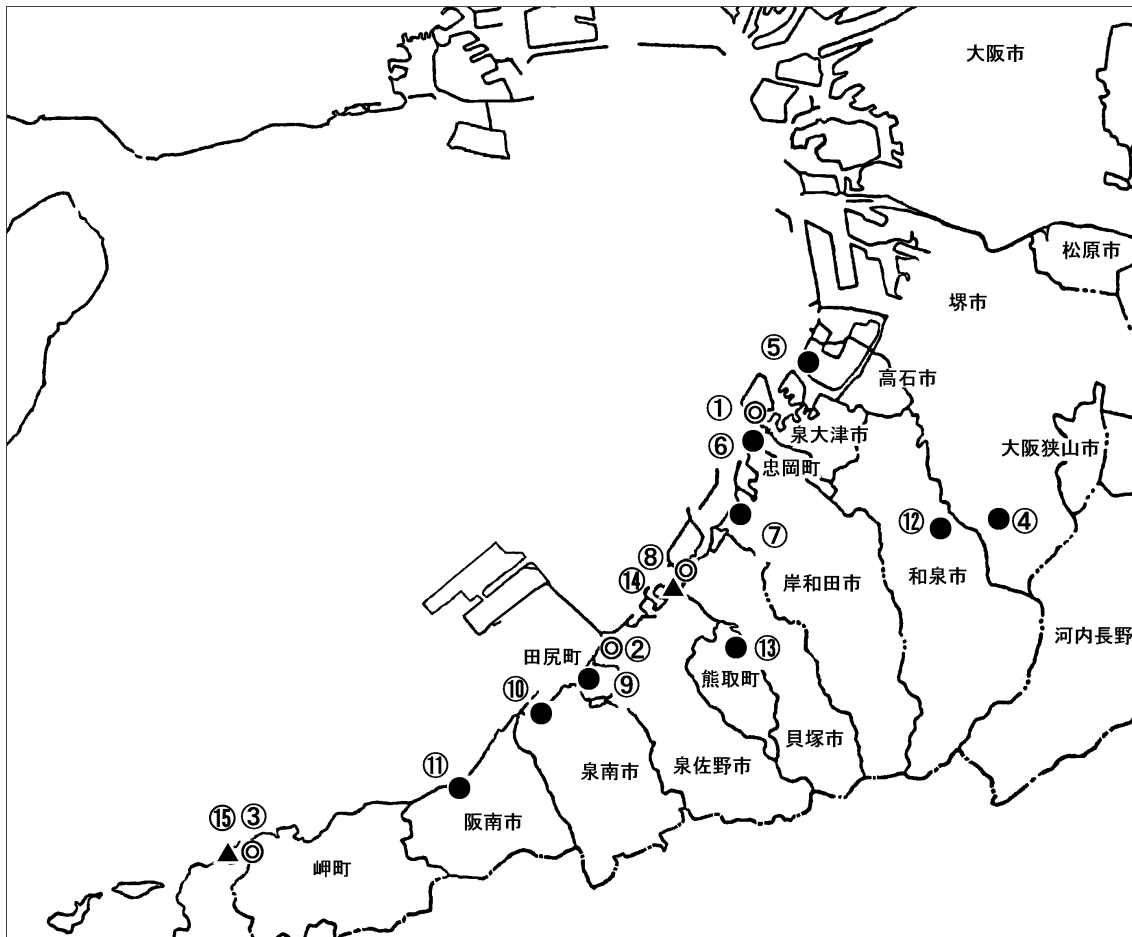 大阪市
松原市
堺市
⑤
高石市
①
泉大津市
⑥
大阪狭山市
忠岡町
⑫
④
⑦
⑧
⑭
岸和田市
和泉市
河内長野
田尻町
②
⑬
熊取町
⑩
⑨
貝塚市
⑪
泉南市
泉佐野市
⑮
③
阪南市
岬町